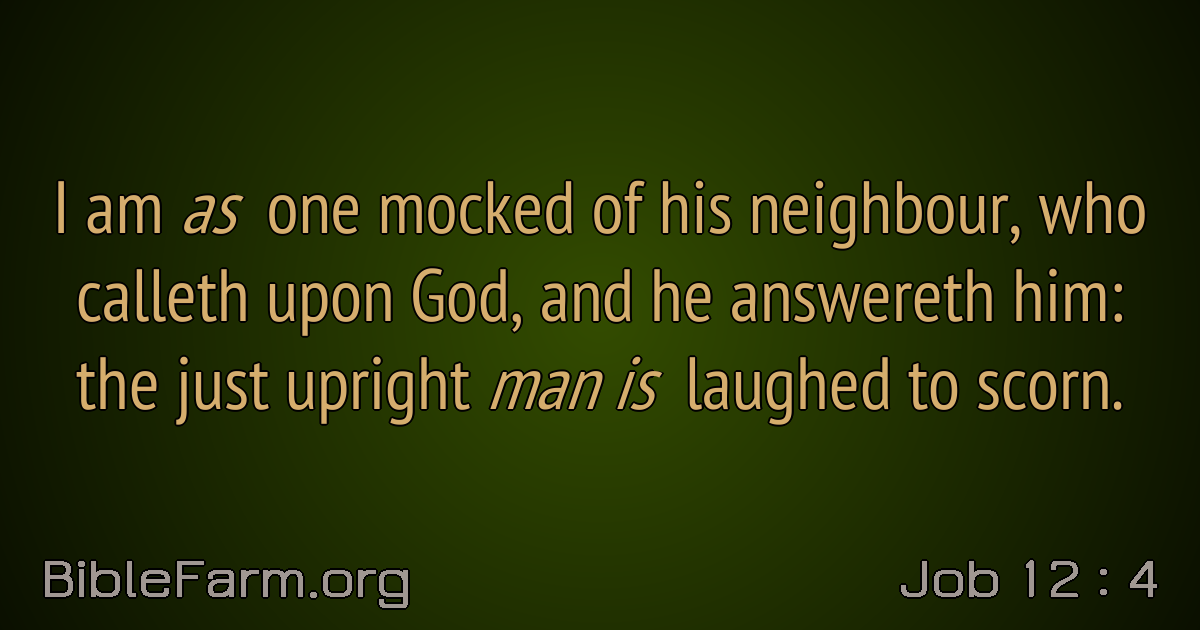 I am as one mocked of his neighbour, who
calleth upon God, and he answereth him:
the just upright man is laughed to scorn.
BibleFarm.org
Job 12 : 4